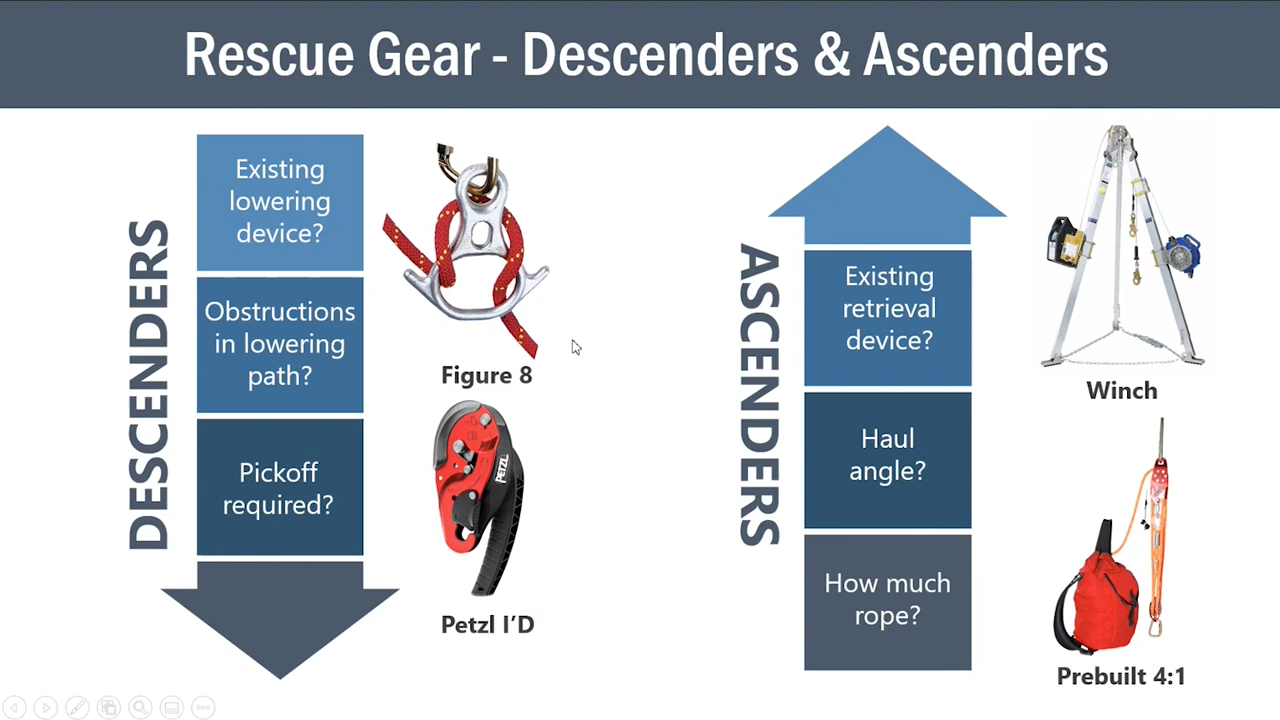 Rescue Gear - Descenders & Ascenders
DESCENDERS
Existing
lowering
device?
Obstructions
in lowering
path?
Pickoff
required?
Figure 8
PETZL
Petzl I'D
ASCENDERS
Existing
retrieval
device?
Haul
angle?
How much
rope?
Winch
Prebuilt 4:1